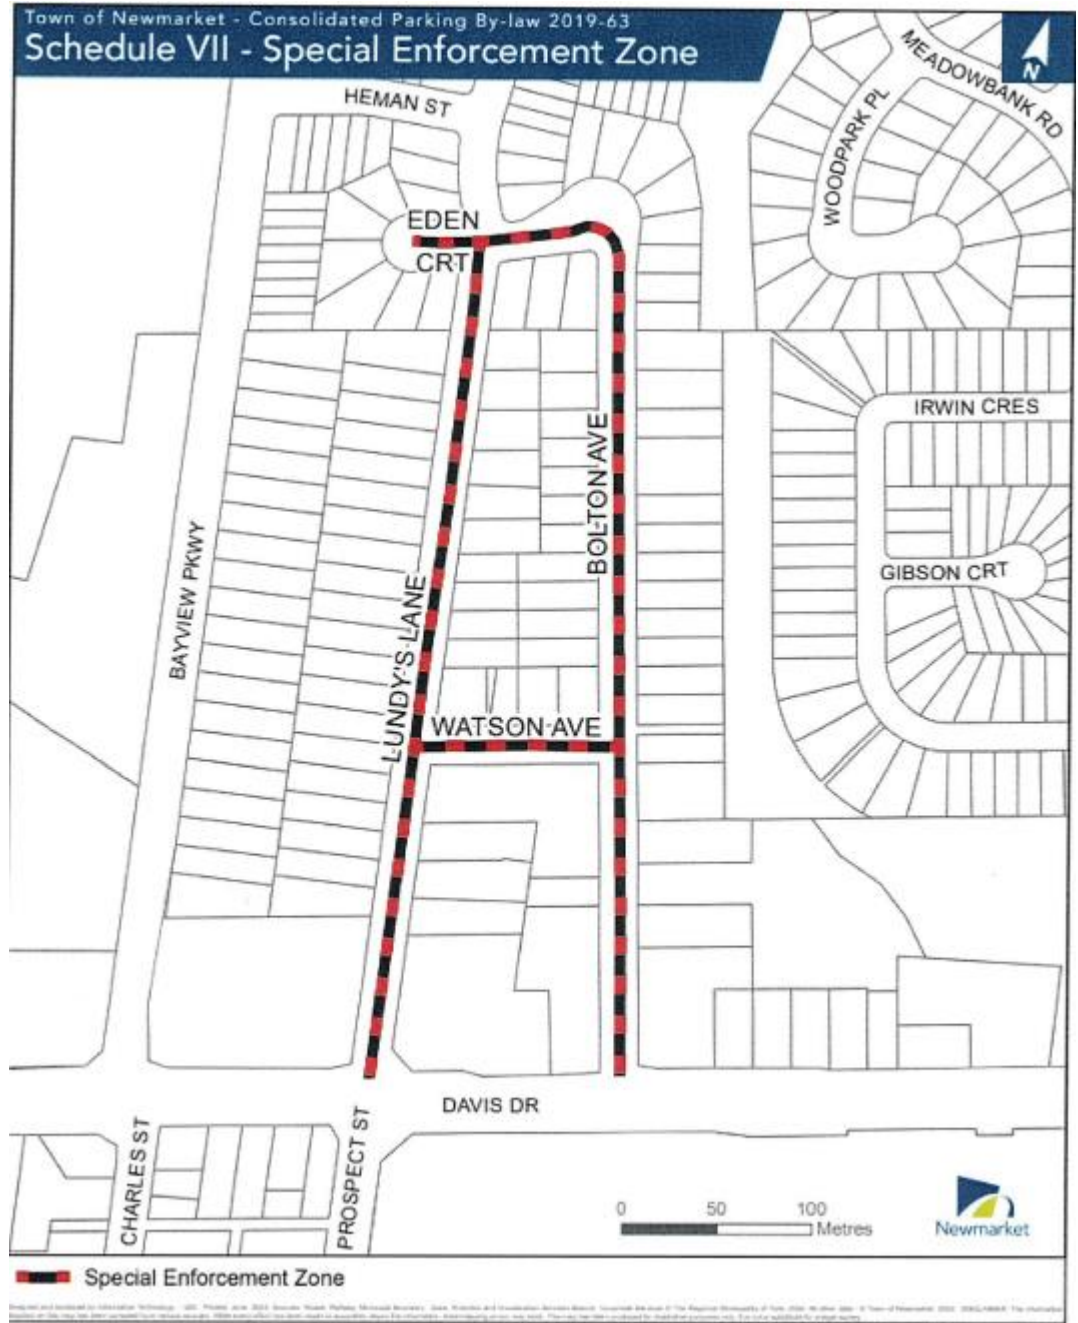 Town of Newmarket - Consolidated Parking By-law 2019-63
Schedule VII - Special Enforcement Zone
N
HEMAN ST
MEADOWBANK RD
WOODPARK PL
EDEN
CRT
IRWIN CRES
BOLTON AVE
GIBSON CRT
BAYVIEW PKWY
LUNDY'S LANE
WATSON AVE
DAVIS DR
CHARLES ST
PROSPECT ST
0 50 100
Metres
Newmarket
Special Enforcement Zone